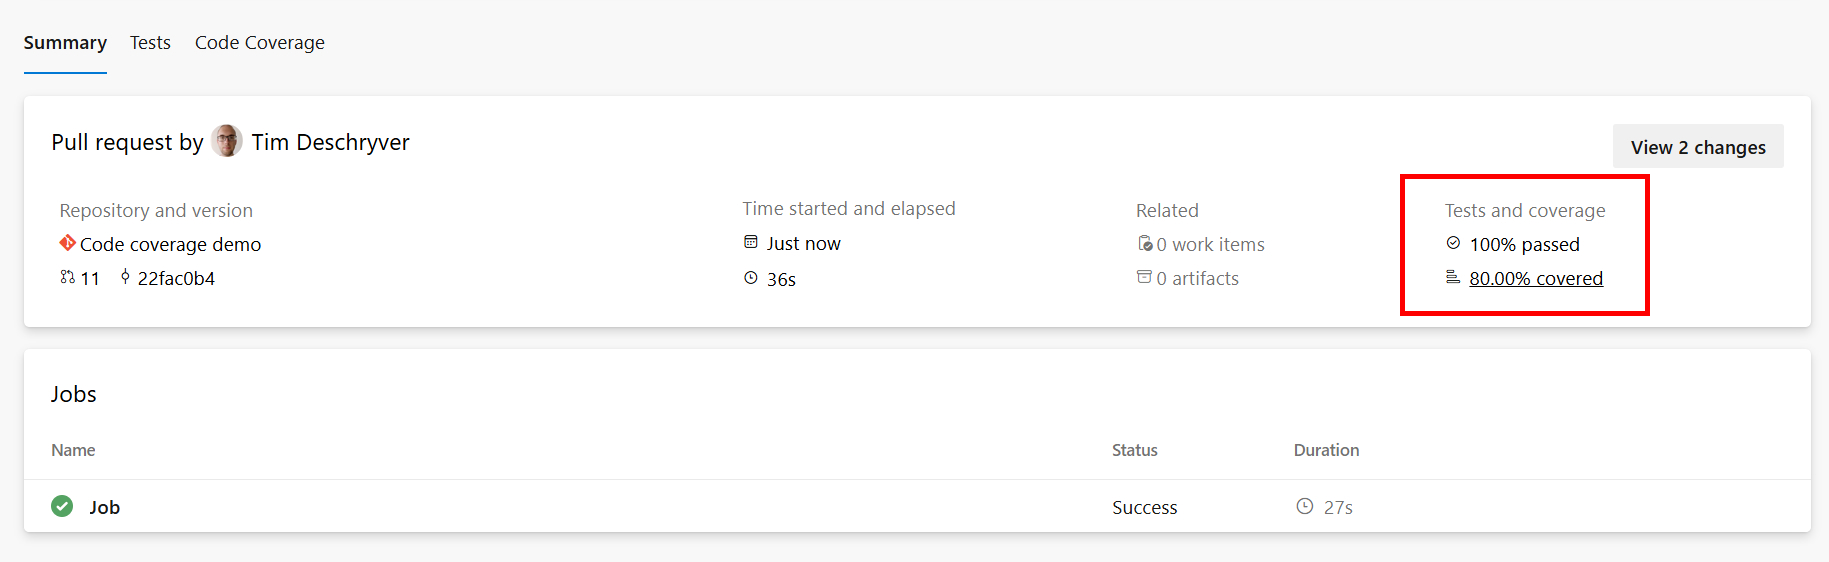 Summary Tests Code Coverage
Pull request by Tim Deschryver
View 2 changes
Repository and version
Code coverage demo
11 22fac0b4
Time started and elapsed
Just now
36s
Related
0 work items
0 artifacts
Tests and coverage
100% passed
80.00% covered
Jobs
Name Status Duration
Job Success 27s